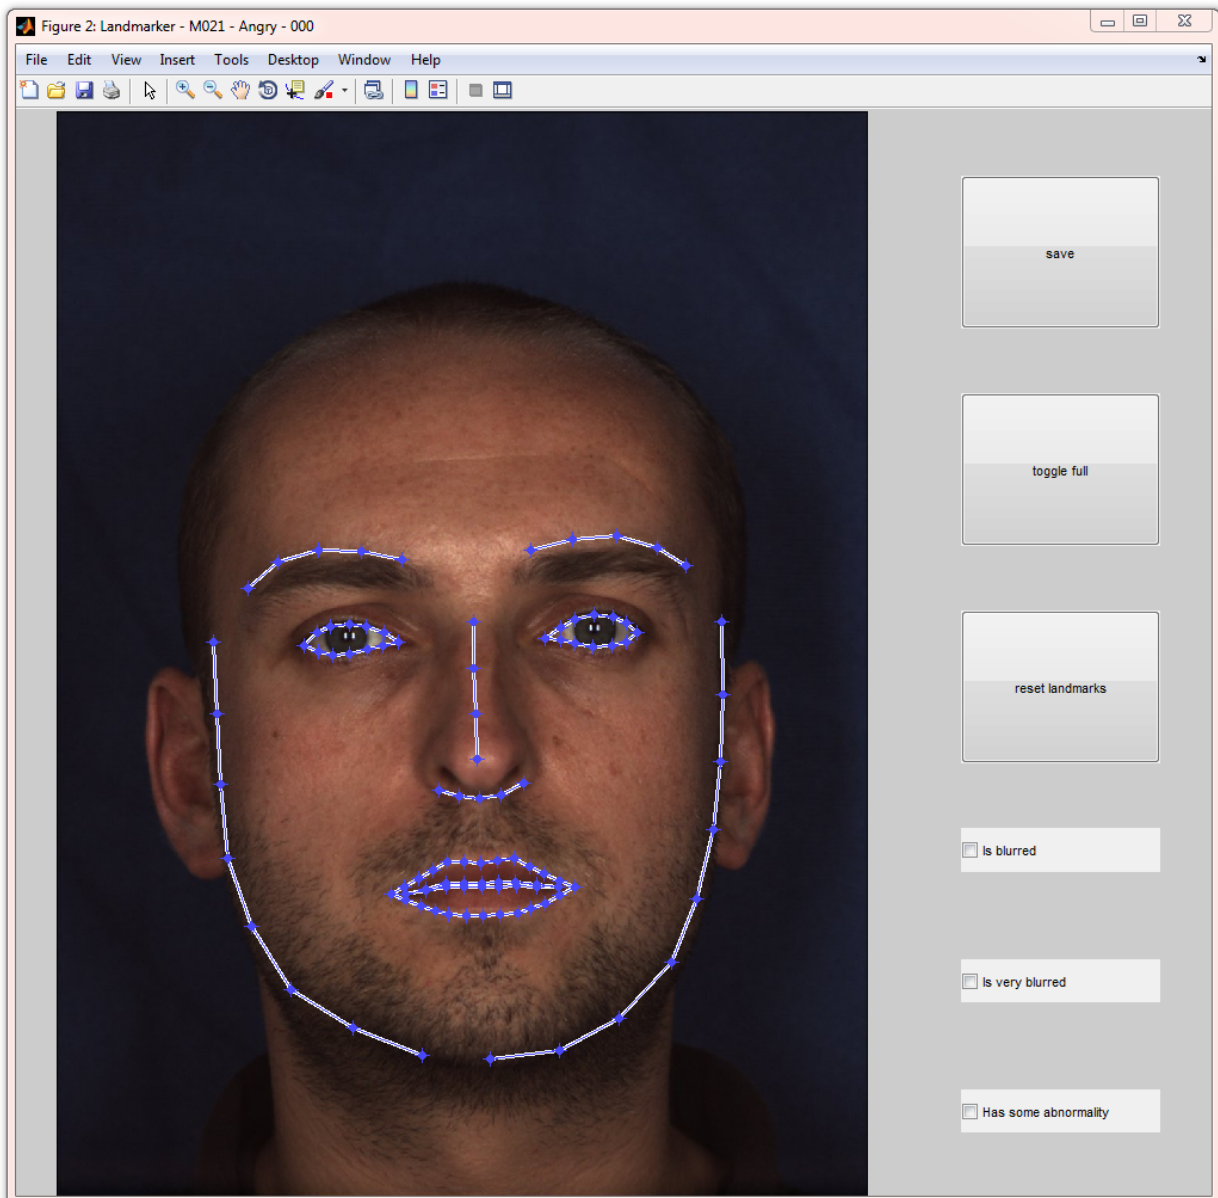 Figure 2: Landmarker - M021 - Angry - 000
File Edit View Insert Tools Desktop Window Help
save
toggle full
reset landmarks
Is blurred
Is very blurred
Has some abnormality